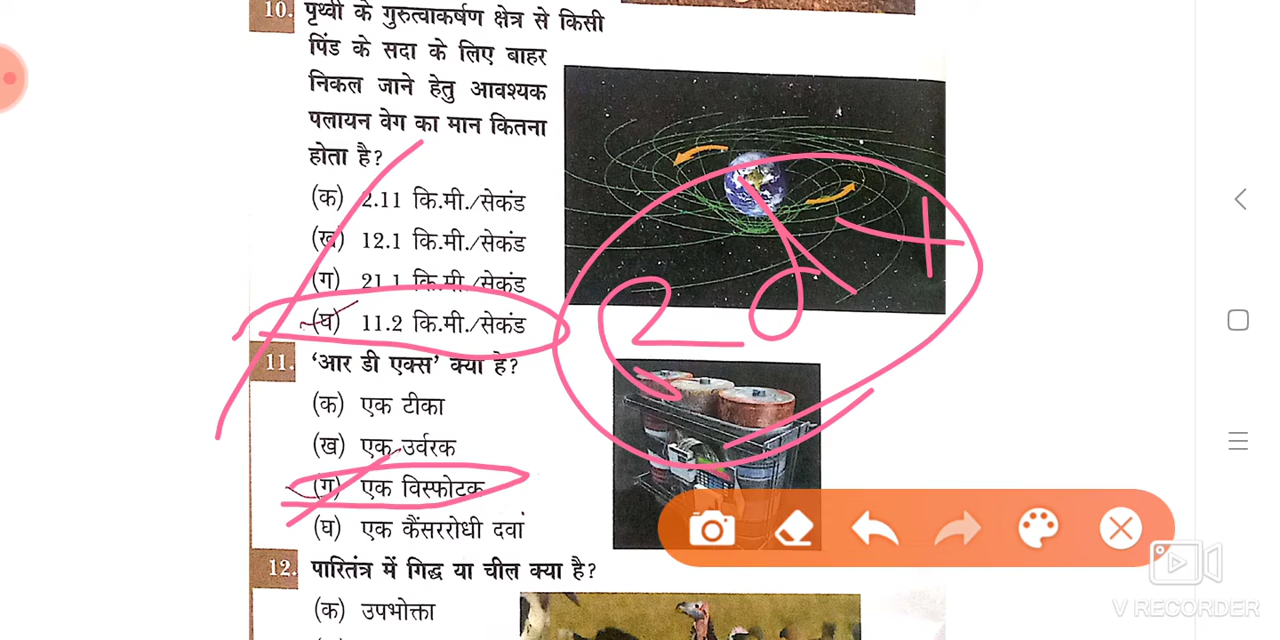 10. पृथ्वी के गुरुत्वाकर्षण क्षेत्र से किसी
पिंड के सदा के लिए बाहर
निकल जाने हेतु आवश्यक
पलायन वेग का मान कितना
होता है?
(क) 2.11 कि.मी./सेकंड
(ख) 12.1 कि.मी./सेकंड
(ग) 21.1 कि.मी./सेकंड
(घ) 11.2 कि.मी./सेकंड
11. 'आर डी एक्स' क्या है?
(क) एक टीका
(ख) एक उर्वरक
(ग) एक विस्फोटक
(घ) एक कैंसररोधी दवां
12. पारितंत्र में गिद्ध या चील क्या है?
(क) उपभोक्ता
V RECORDER